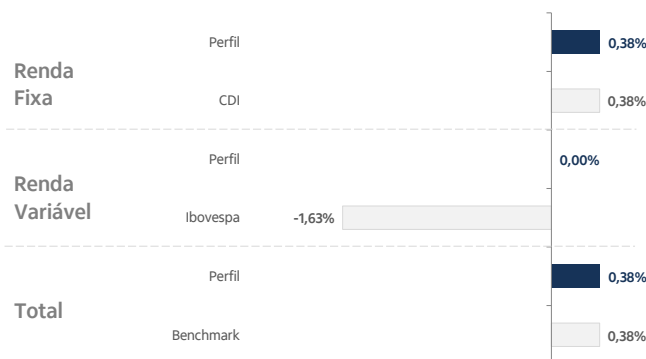 Perfil 0,38%
Renda
Fixa
CDI 0,38%
Perfil 0,00%
Renda
Variável
Ibovespa -1,63%
Perfil 0,38%
Total
Benchmark 0,38%